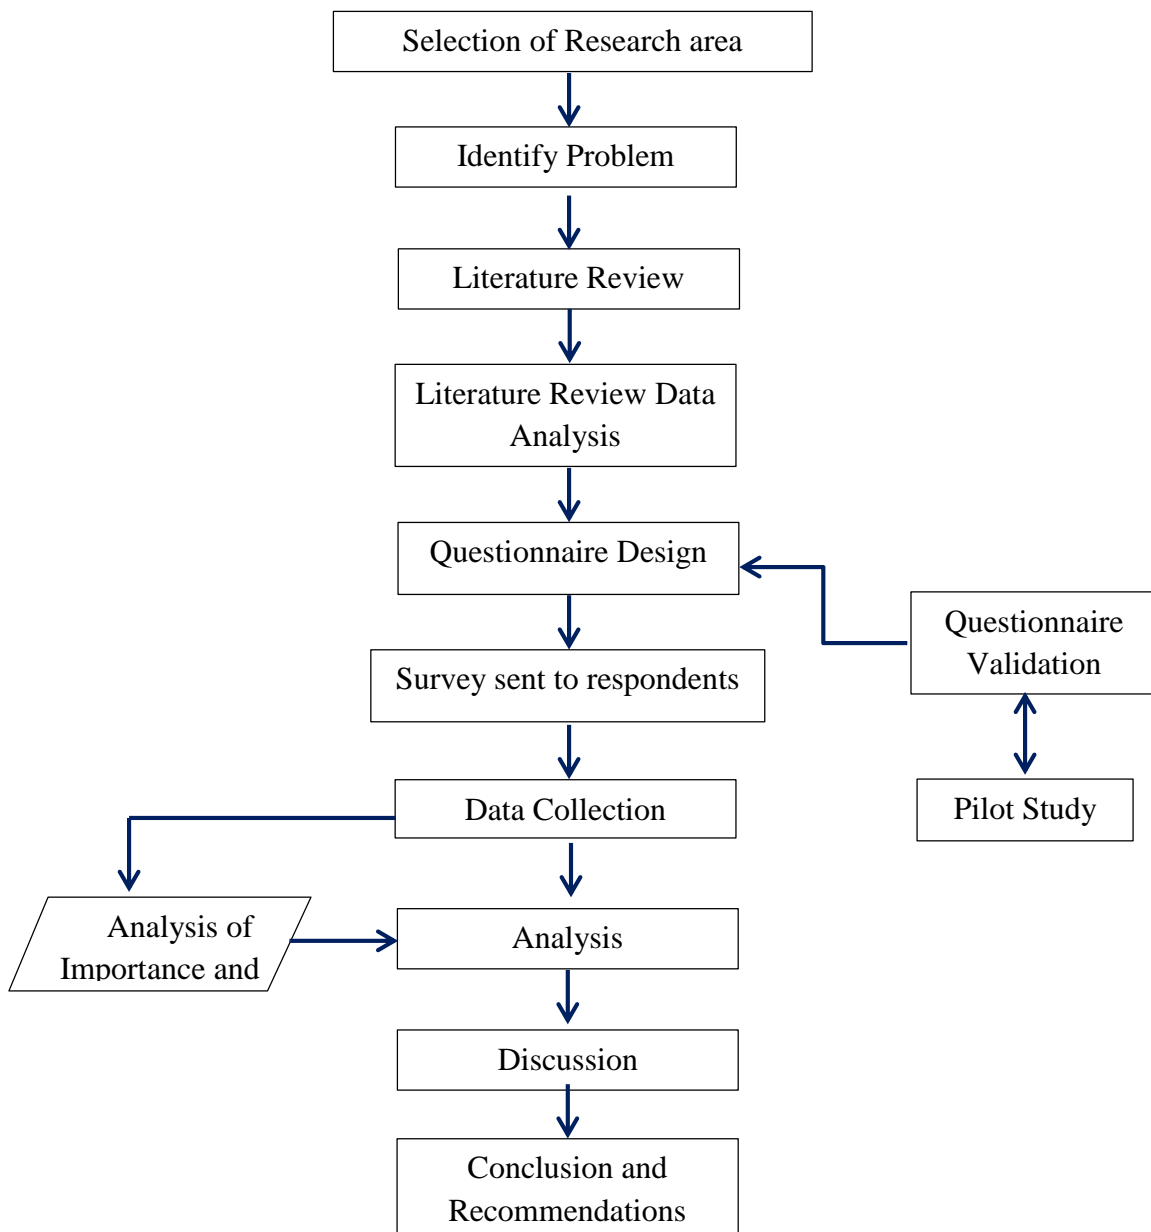 Selection of Research area
Identify Problem
Literature Review
Literature Review Data
Analysis
Questionnaire Design
Questionnaire
Validation
Survey sent to respondents
Data Collection
Pilot Study
Analysis of
Importance and
Analysis
Discussion
Conclusion and
Recommendations